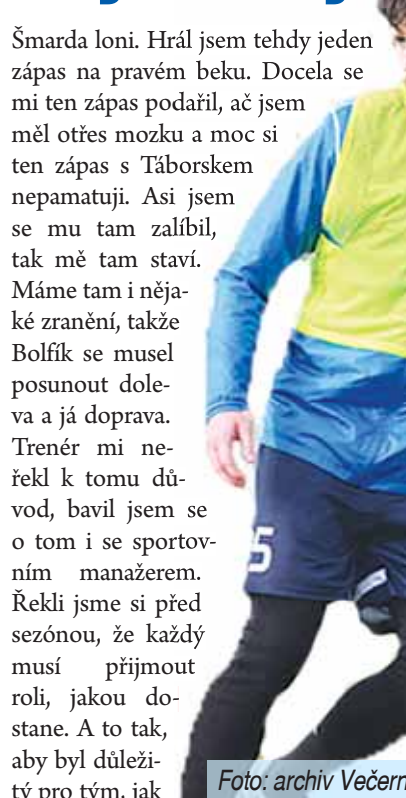 Šmarda loni. Hrál jsem tehdy jeden
zápas na pravém beku. Docela se
mi ten zápas podařil, ač jsem
měl otřes mozku a moc si
ten zápas s Táborskem
nepamatuji. Asi jsem
se mu tam zalíbil,
tak mě tam staví.
Máme tam i něja-
ké zranění, takže
Bolfík se musel
posunout dole-
va a já doprava.
Trenér mi ne-
řekl k tomu dů-
vod, bavil jsem se
o tom i se sportov-
ním manažerem.
Řekli jsme si před
sezónou, že každý
musí přijmout
roli, jakou do-
stane. A to tak,
aby byl důleži-
tý pro tým, jak
5
Foto: archiv Večern